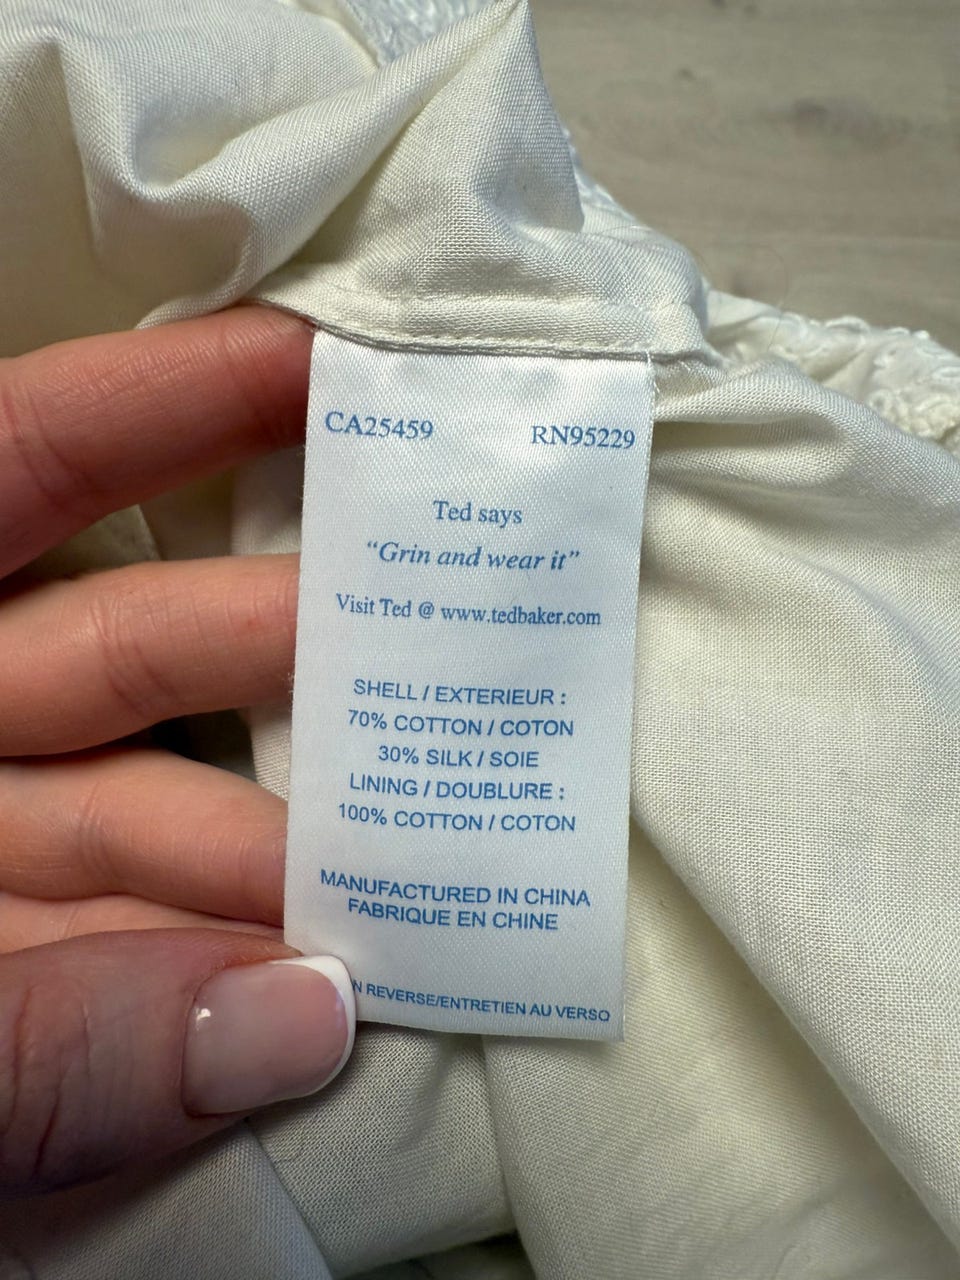 CA25459 RN95229
Ted says
“Grin and wear it”
Visit Ted @ www.tedbaker.com
SHELL / EXTERIEUR :
70% COTTON / COTON
30% SILK / SOIE
LINING / DOUBLURE :
100% COTTON / COTON
MANUFACTURED IN CHINA
FABRIQUE EN CHINE
REVERSE/ENTRETIEN AU VERSO